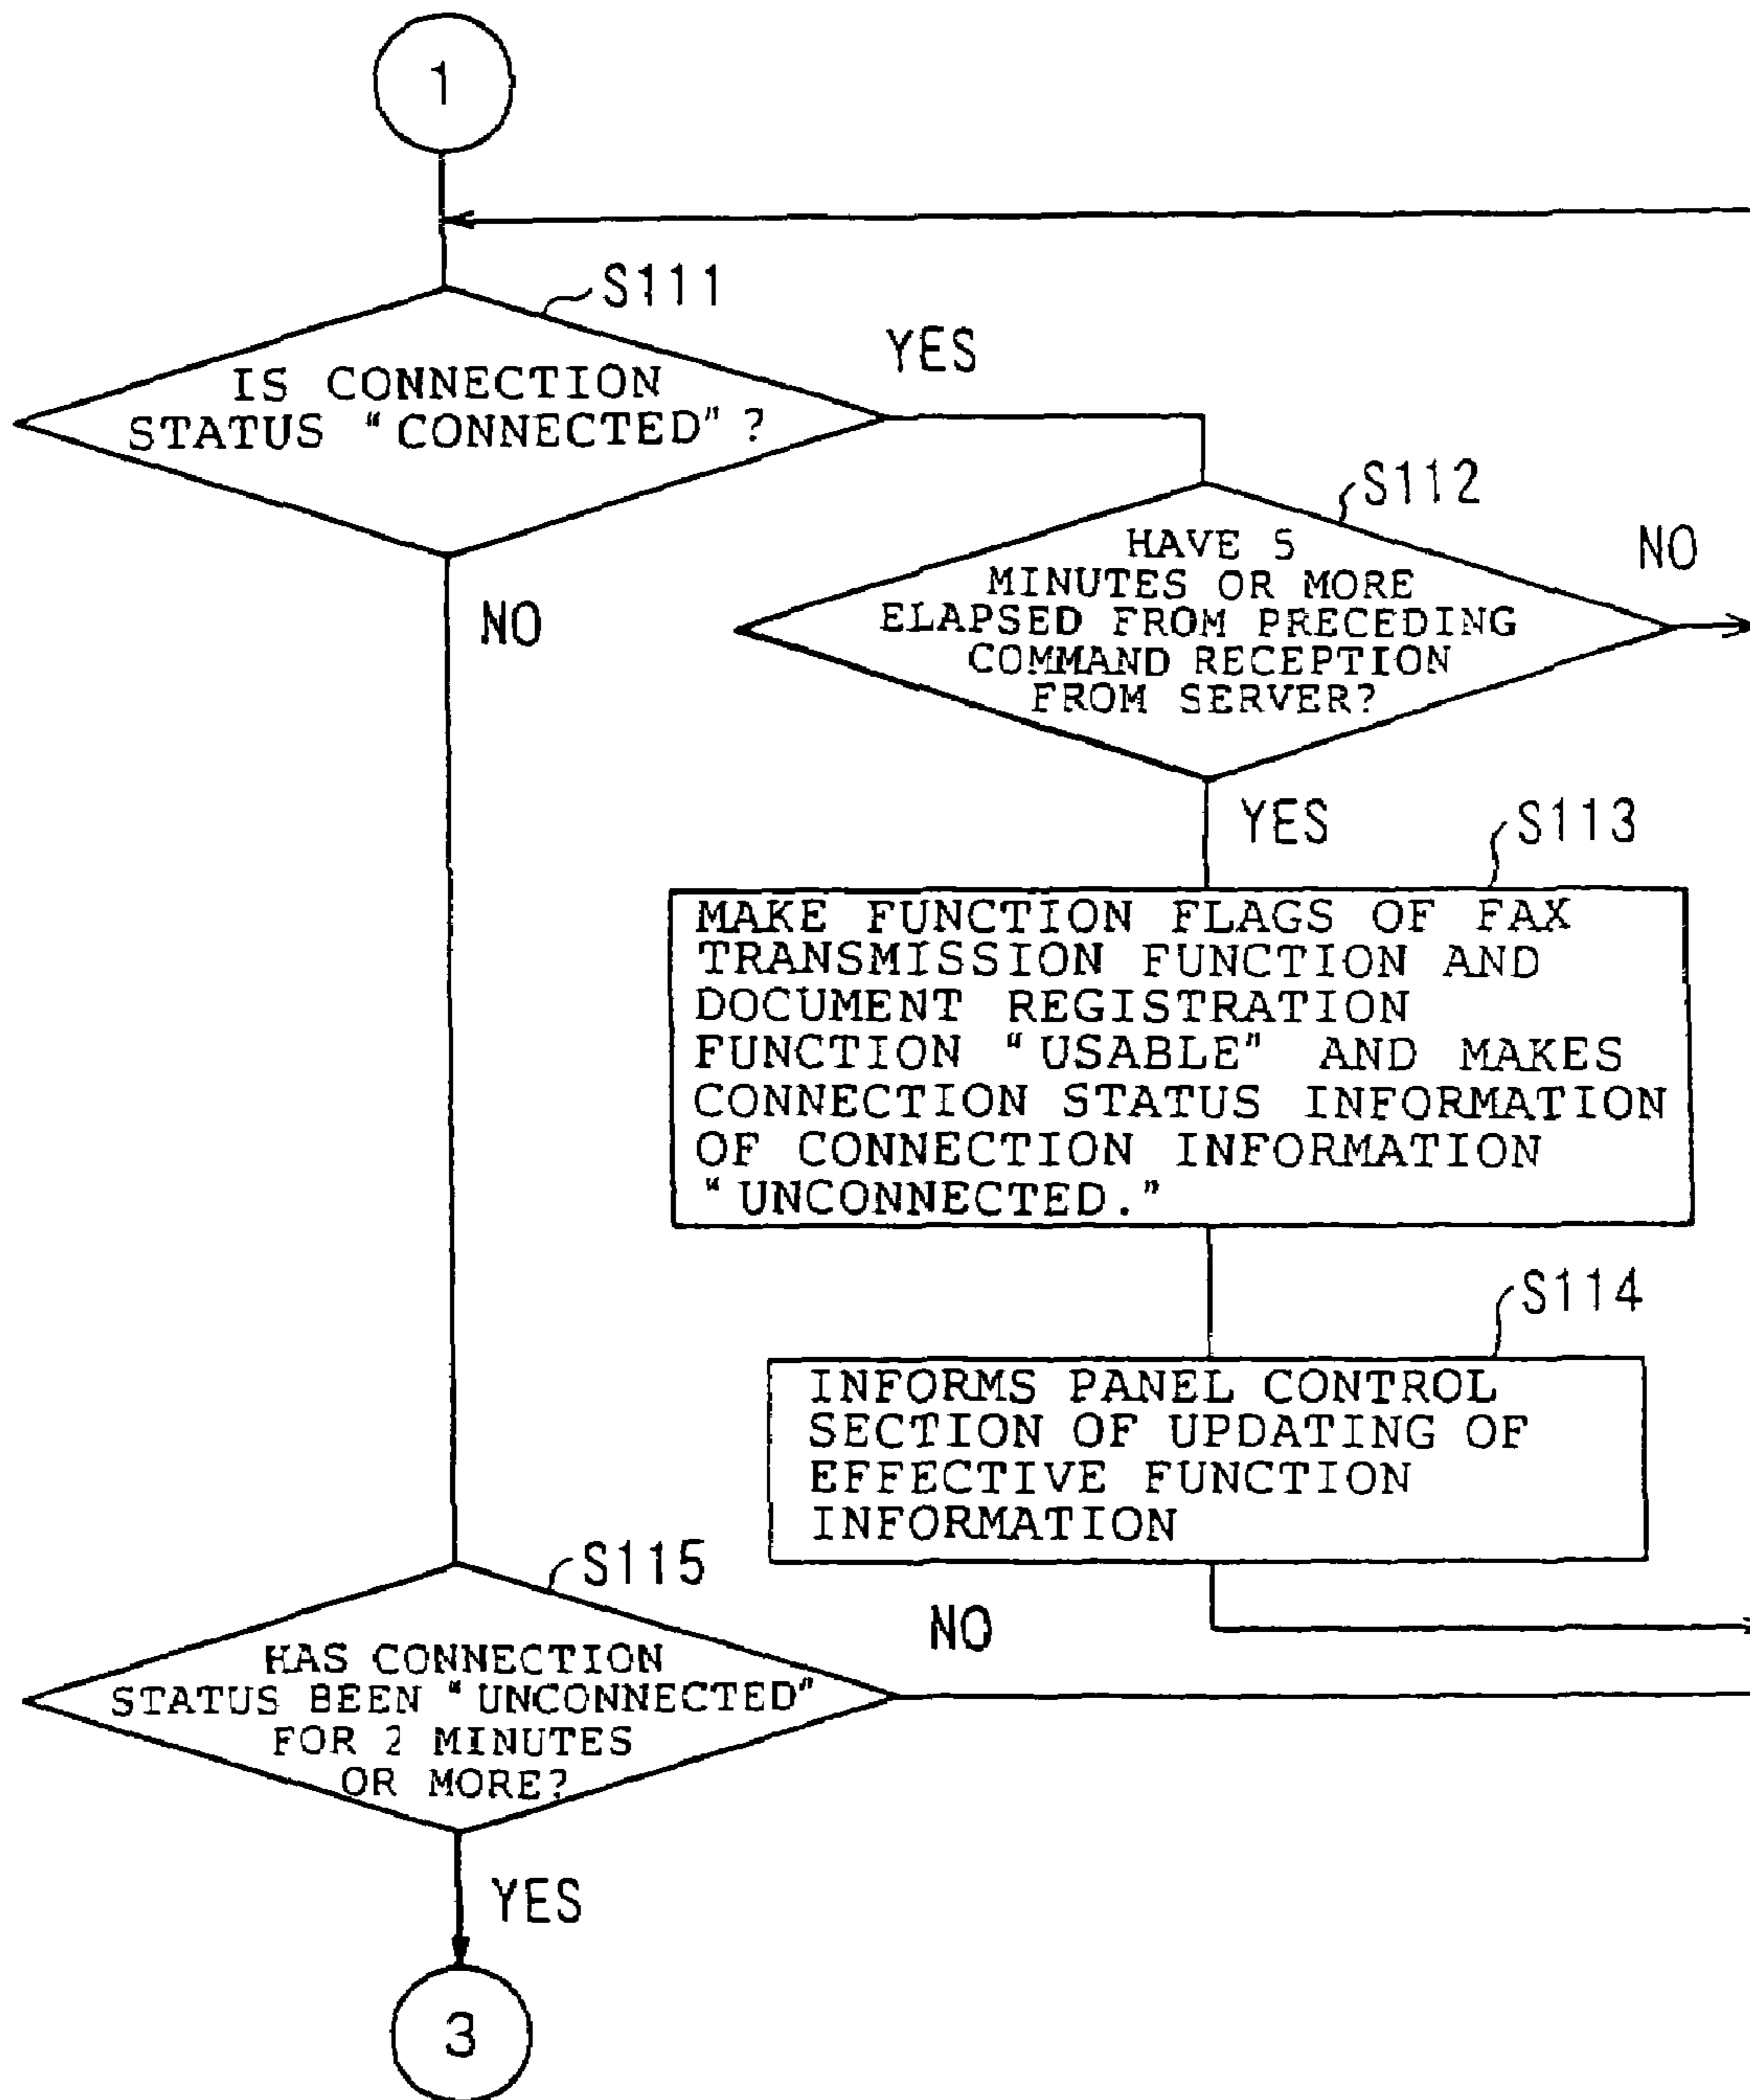 1
S111
YES
IS CONNECTION
STATUS "CONNECTED"?
NO
S112
NO
HAVE 5
MINUTES OR MORE
ELAPSED FROM PRECEDING
COMMAND RECEPTION
FROM SERVER?
YES
S113
MAKE FUNCTION FLAGS OF FAX
TRANSMISSION FUNCTION AND
DOCUMENT REGISTRATION
FUNCTION "USABLE" AND MAKES
CONNECTION STATUS INFORMATION
OF CONNECTION INFORMATION
"UNCONNECTED."
S114
INFORMS PANEL CONTROL
SECTION OF UPDATING OF
EFFECTIVE FUNCTION
INFORMATION
S115
NO
HAS CONNECTION
STATUS BEEN "UNCONNECTED"
FOR 2 MINUTES
OR MORE?
YES
3